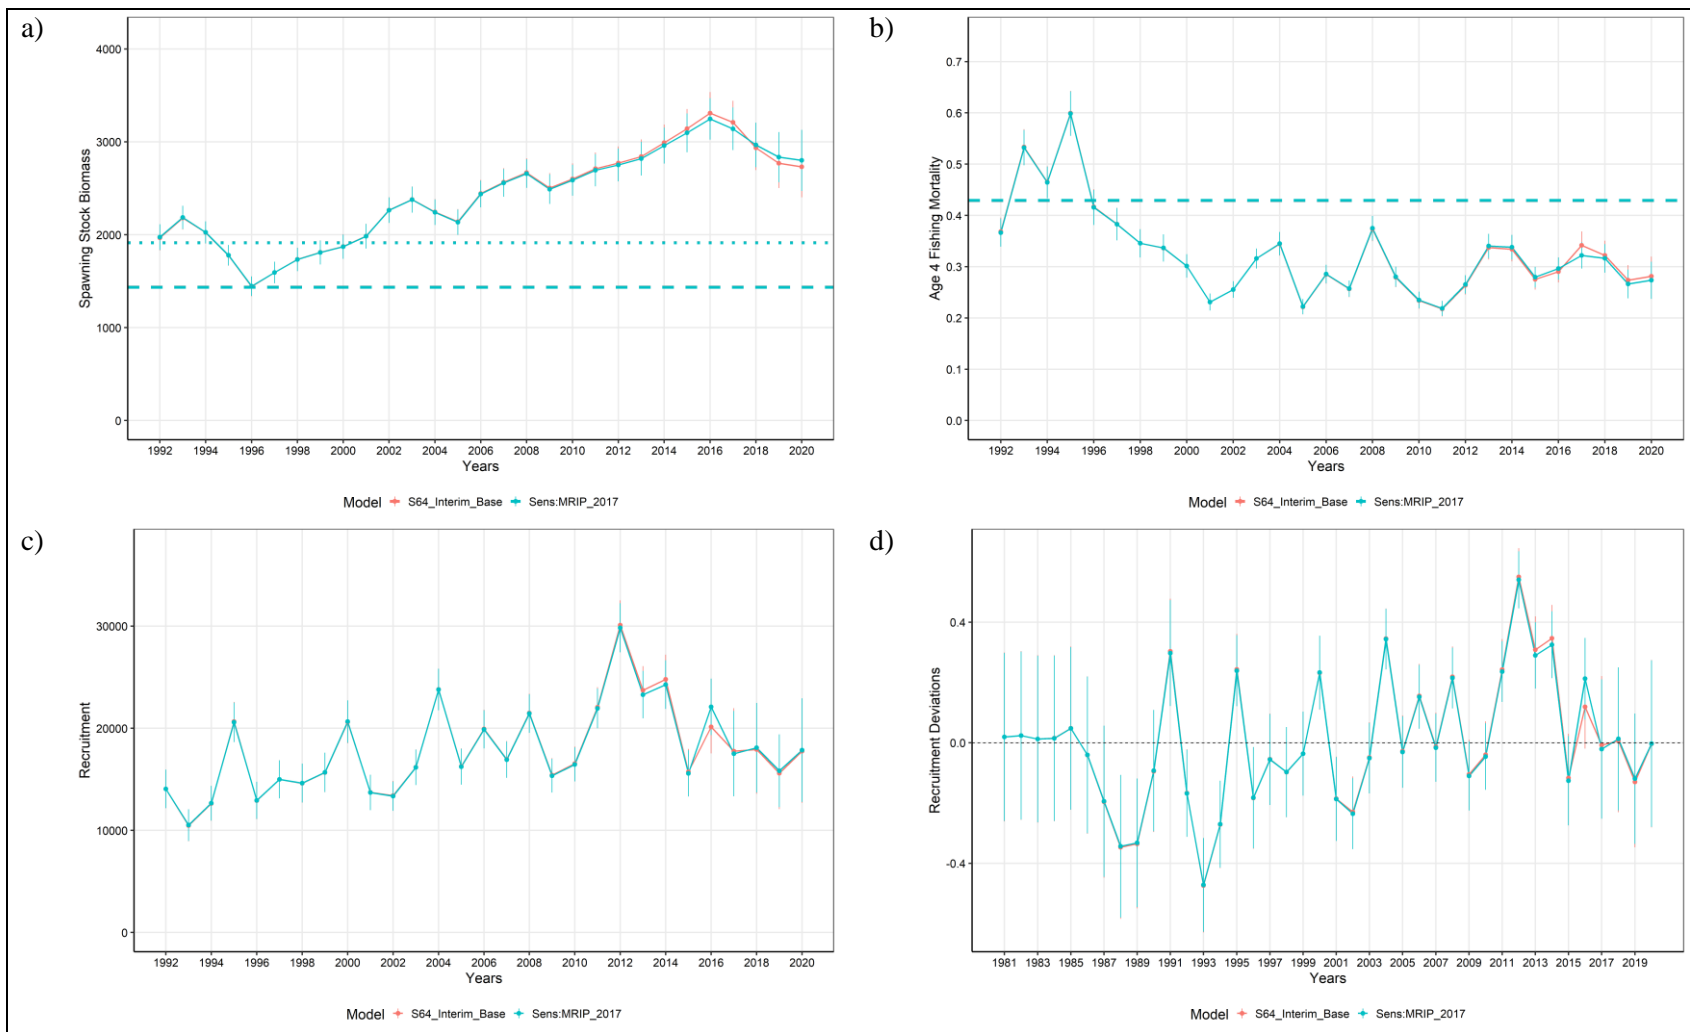 a)
4000
3000
2000
1000
0
Spawning Stock Biomass
1992 1994 1996 1998 2000 2002 2004 2006 2008 2010 2012 2014 2016 2018 2020
Years
Model S64_Interim_Base Sens:MRIP_2017
b)
0.7
0.6
0.5
0.4
0.3
0.2
0.1
0.0
Age 4 Fishing Mortality
1992 1994 1996 1998 2000 2002 2004 2006 2008 2010 2012 2014 2016 2018 2020
Years
Model S64_Interim_Base Sens:MRIP_2017
c)
30000
20000
10000
0
Recruitment
1992 1994 1996 1998 2000 2002 2004 2006 2008 2010 2012 2014 2016 2018 2020
Years
Model S64_Interim_Base Sens:MRIP_2017
d)
0.4
0.0
-0.4
Recruitment Deviations
1981 1983 1985 1987 1989 1991 1993 1995 1997 1999 2001 2003 2005 2007 2009 2011 2013 2015 2017 2019
Years
Model S64_Interim_Base Sens:MRIP_2017